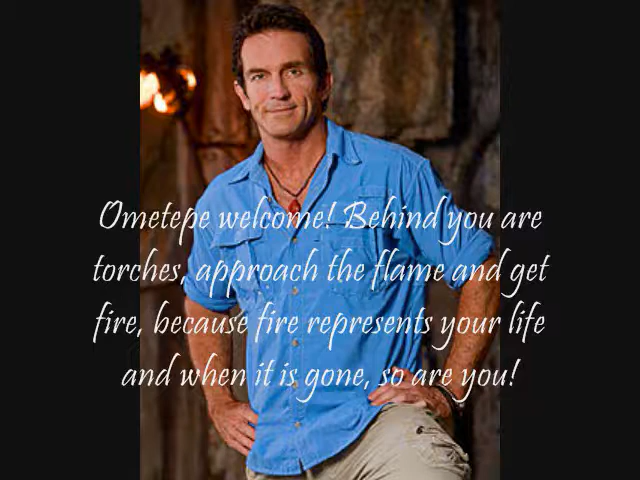 Ometepe welcome! Behind you are
torches, approach the flame and get
fire, because fire represents your life
and when it is gone, so are you!